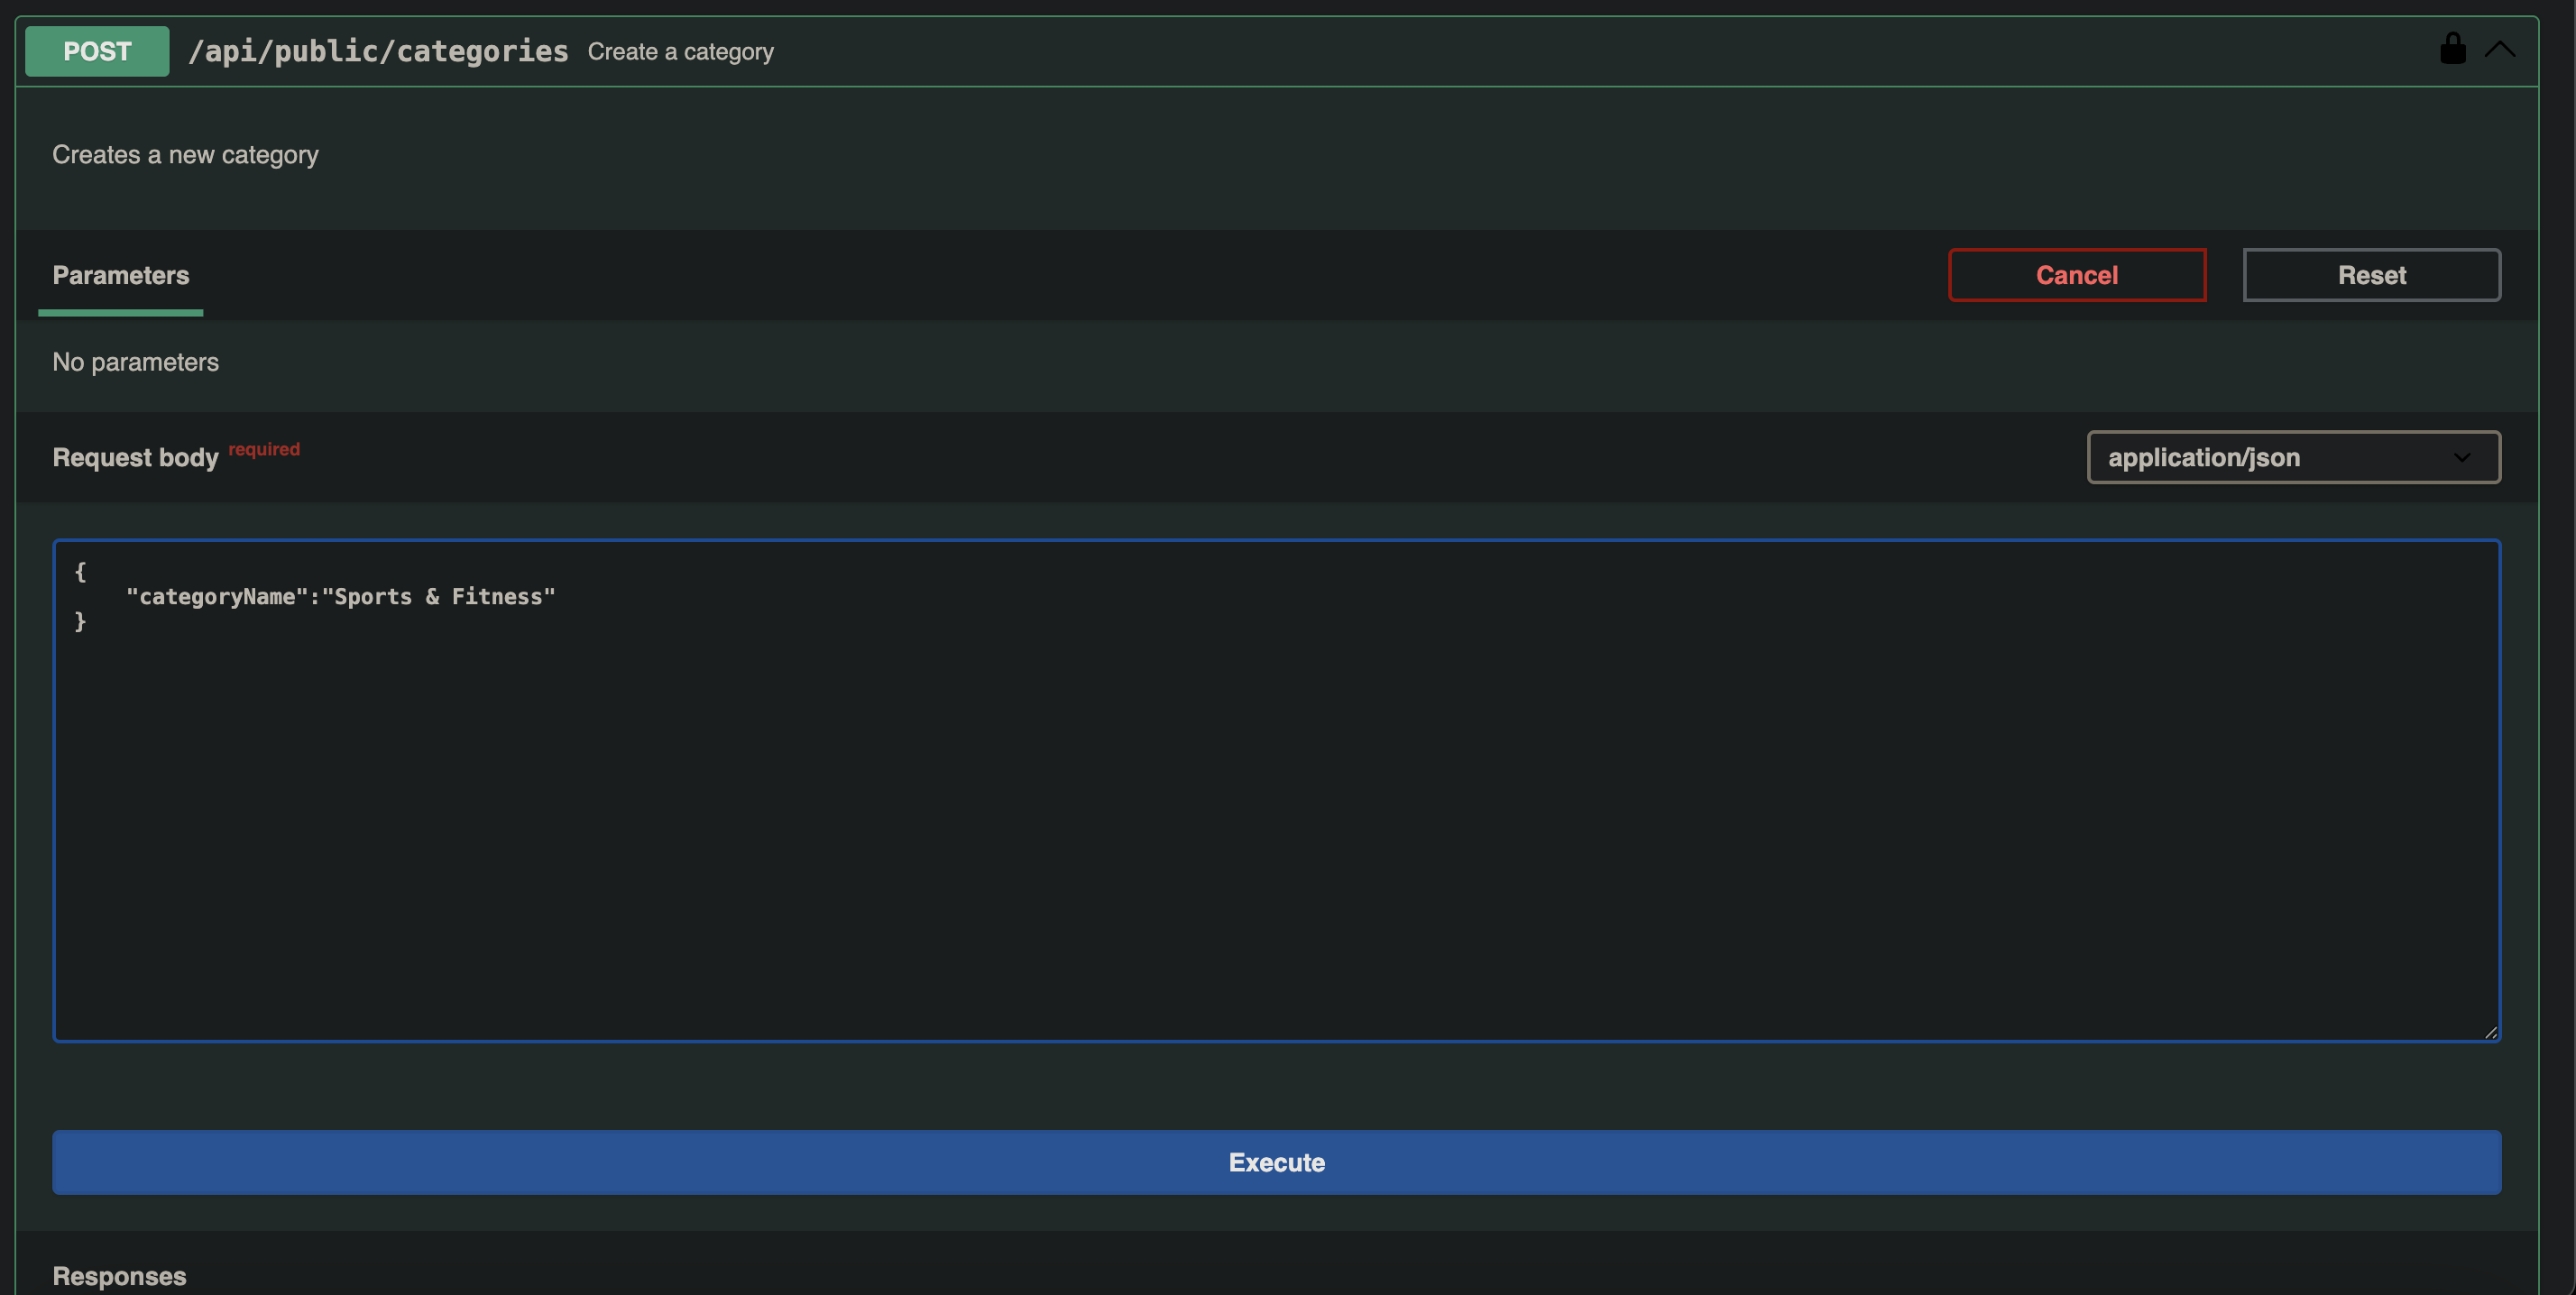 POST /api/public/categories Create a category
Creates a new category
Parameters
Cancel
Reset
No parameters
Request body required
application/json
{
    "categoryName":"Sports & Fitness"
}
Execute
Responses